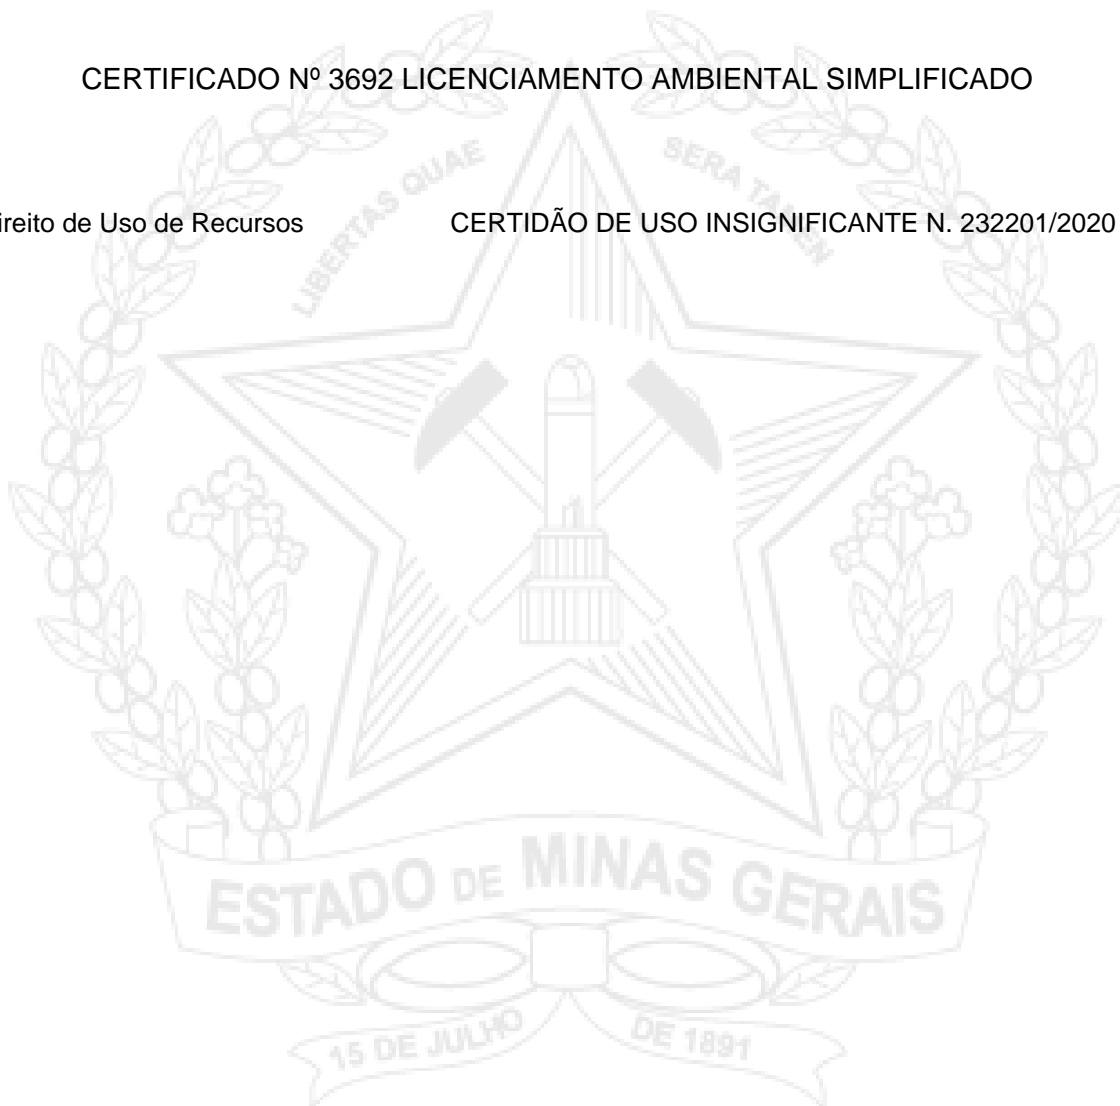 CERTIFICADO Nº 3692 LICENCIAMENTO AMBIENTAL SIMPLIFICADO
LIBERTAS QUAE SERA TAMEN
ireito de Uso de Recursos CERTIDÃO DE USO INSIGNIFICANTE N. 232201/2020
ESTADO DE MINAS GERAIS
15 DE JULHO DE 1891